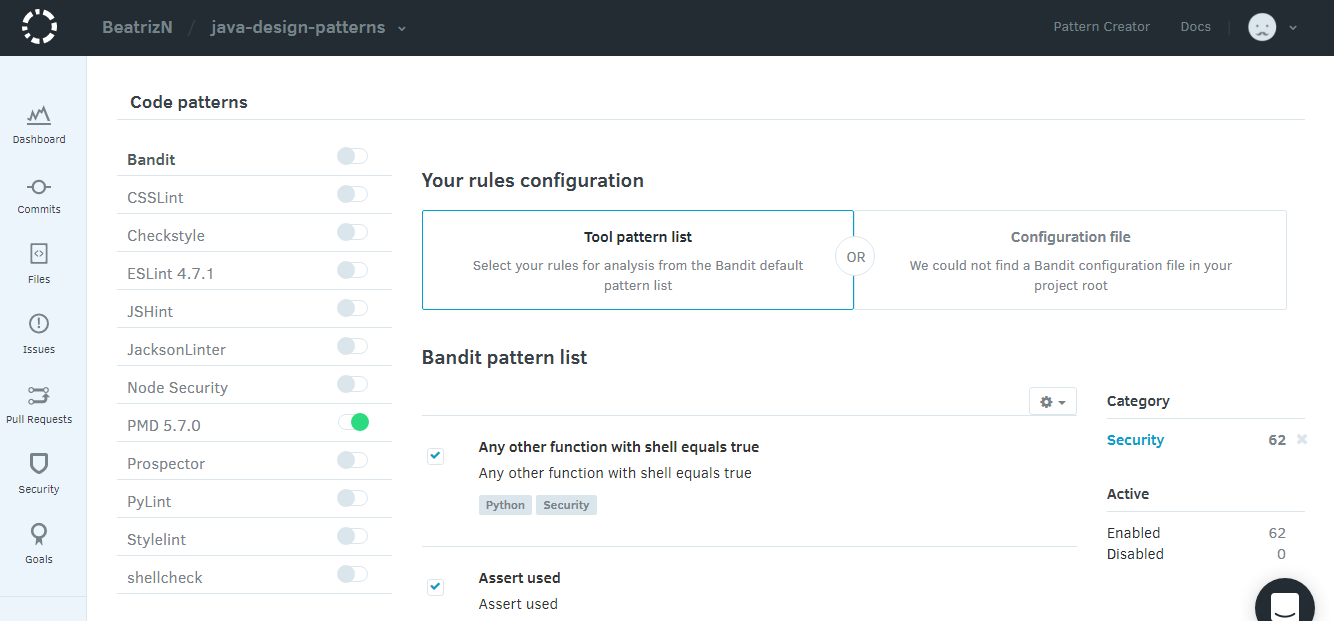 BeatrizN / java-design-patterns
Pattern Creator
Docs
Dashboard
Commits
Files
Issues
Pull Requests
Security
Goals
Code patterns
Bandit
CSSLint
Checkstyle
ESLint 4.7.1
JSHint
JacksonLinter
Node Security
PMD 5.7.0
Prospector
PyLint
Stylelint
shellcheck
Your rules configuration
Tool pattern list
Select your rules for analysis from the Bandit default
pattern list
OR
Configuration file
We could not find a Bandit configuration file in your
project root
Bandit pattern list
Any other function with shell equals true
Any other function with shell equals true
Python Security
Assert used
Assert used
Category
Security 62
Active
Enabled 62
Disabled 0